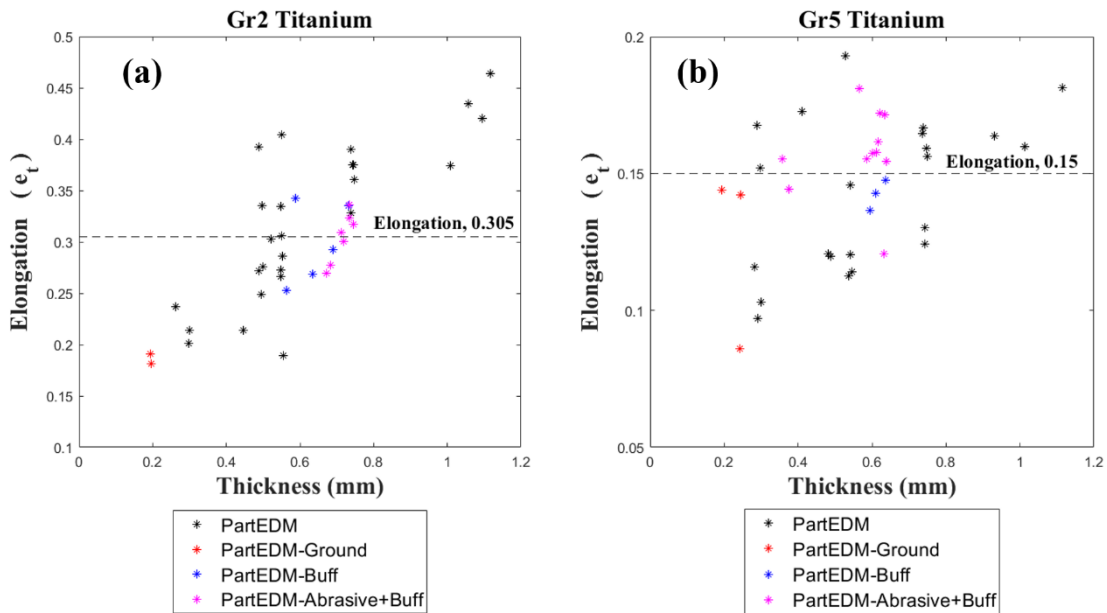 Gr2 Titanium
(a)
Elongation (e_t)
0.5
0.45
0.4
0.35
0.3
0.25
0.2
0.15
0.1
Elongation, 0.305
0 0.2 0.4 0.6 0.8 1 1.2
Thickness (mm)
PartEDM
PartEDM-Ground
PartEDM-Buff
PartEDM-Abrasive+Buff
Gr5 Titanium
(b)
Elongation (e_t)
0.2
0.15
0.1
0.05
Elongation, 0.15
0 0.2 0.4 0.6 0.8 1 1.2
Thickness (mm)
PartEDM
PartEDM-Ground
PartEDM-Buff
PartEDM-Abrasive+Buff